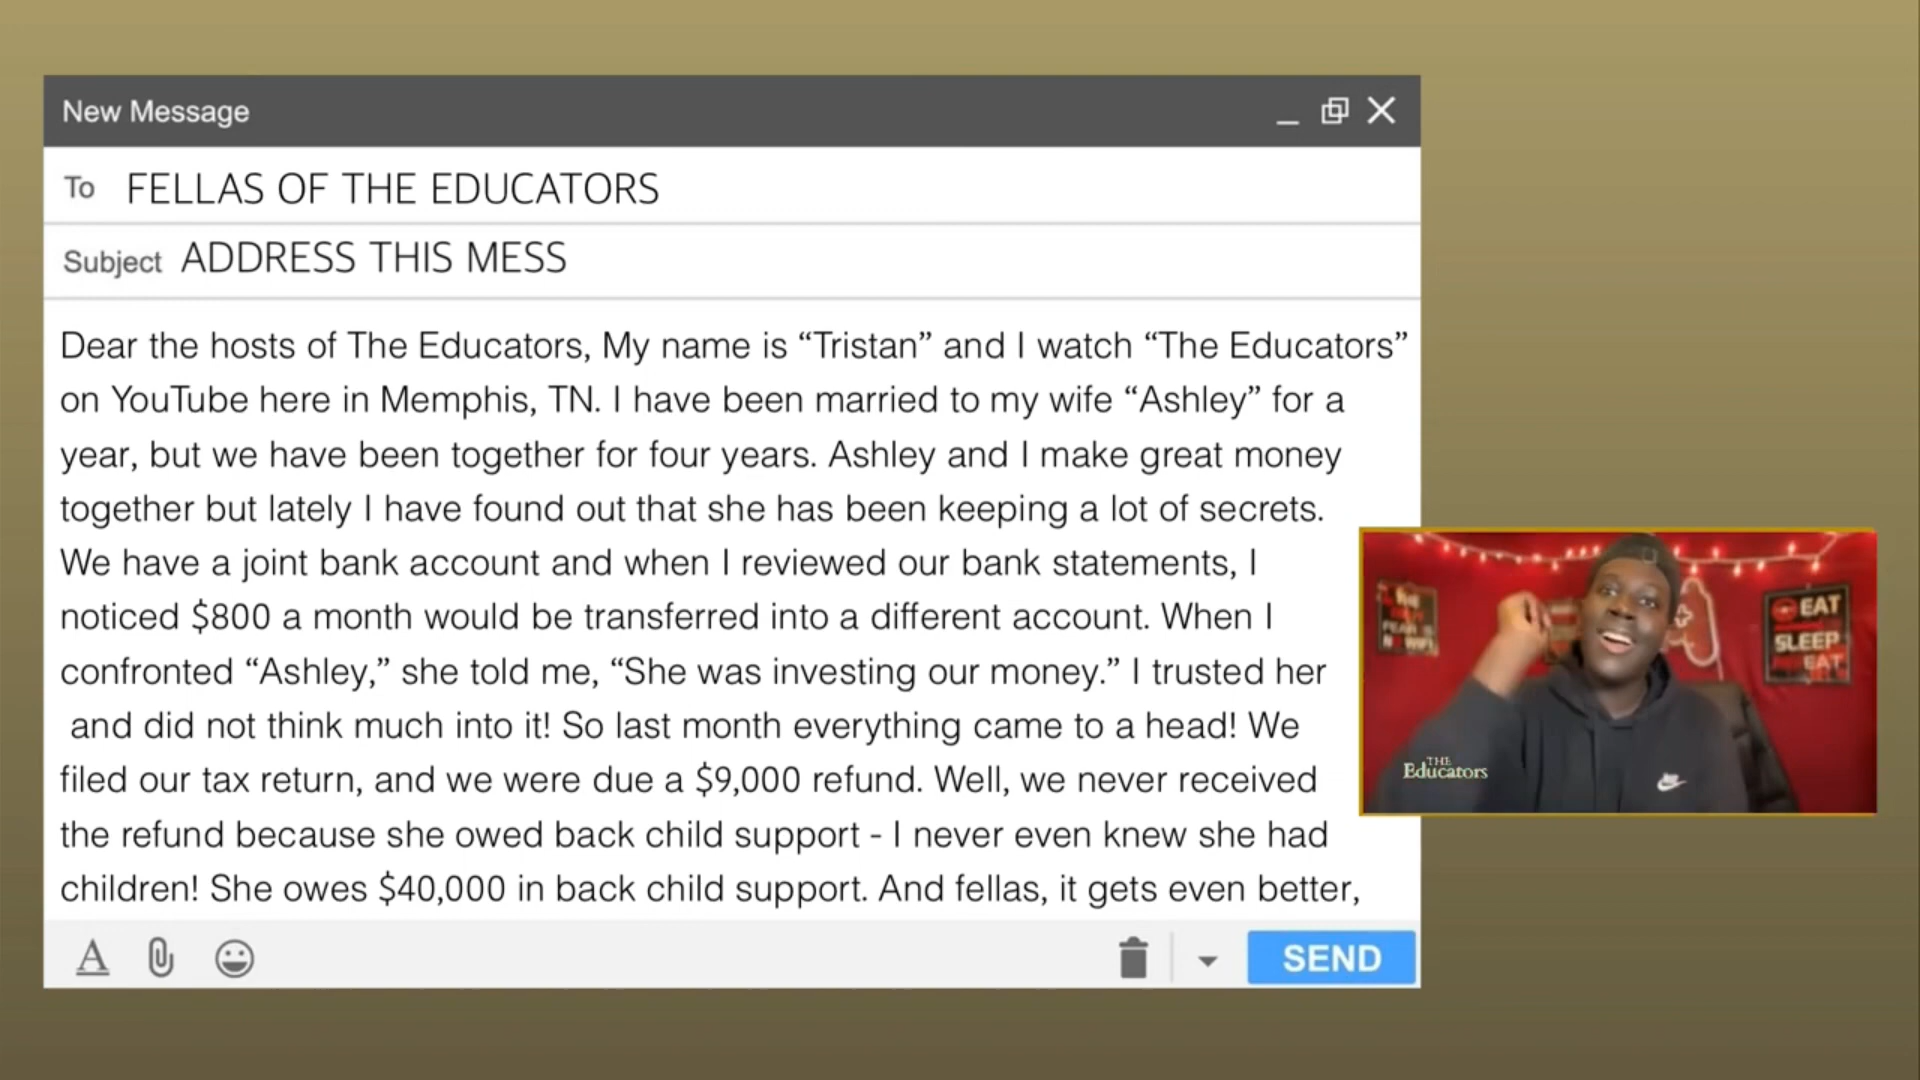 New Message
To FELLAS OF THE EDUCATORS
Subject ADDRESS THIS MESS
Dear the hosts of The Educators, My name is “Tristan” and I watch “The Educators”
on YouTube here in Memphis, TN. I have been married to my wife “Ashley” for a
year, but we have been together for four years. Ashley and I make great money
together but lately I have found out that she has been keeping a lot of secrets.
We have a joint bank account and when I reviewed our bank statements, I
noticed $800 a month would be transferred into a different account. When I
confronted “Ashley,” she told me, “She was investing our money.” I trusted her
and did not think much into it! So last month everything came to a head! We
filed our tax return, and we were due a $9,000 refund. Well, we never received
the refund because she owed back child support - I never even knew she had
children! She owes $40,000 in back child support. And fellas, it gets even better,
A
SEND
EAT
SLEEP
EAT
THE
Educators